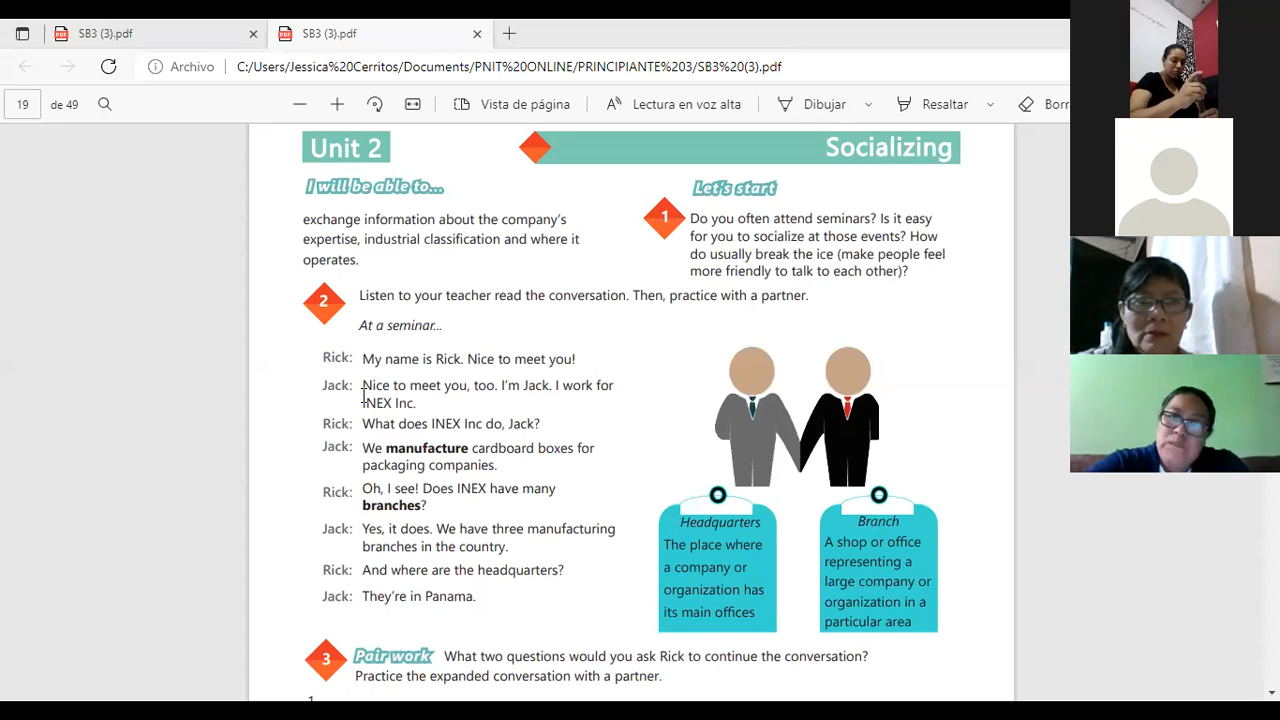 SB3 (3).pdf
SB3 (3).pdf
Archivo C:/Users/Jessica%20Cerritos/Documents/PNIT%20ONLINE/PRINCIPIANTE%203/SB3%20(3).pdf
19 de 49 Vista de página Lectura en voz alta Dibujar Resaltar Borr
Unit 2 Socializing
I will be able to...
exchange information about the company's
expertise, industrial classification and where it
operates.
Let's start
1 Do you often attend seminars? Is it easy
for you to socialize at those events? How
do usually break the ice (make people feel
more friendly to talk to each other)?
2 Listen to your teacher read the conversation. Then, practice with a partner.
At a seminar...
Rick: My name is Rick. Nice to meet you!
Jack: Nice to meet you, too. I'm Jack. I work for
INEX Inc.
Rick: What does INEX Inc do, Jack?
Jack: We manufacture cardboard boxes for
packaging companies.
Rick: Oh, I see! Does INEX have many
branches?
Jack: Yes, it does. We have three manufacturing
branches in the country.
Rick: And where are the headquarters?
Jack: They're in Panama.
Headquarters
The place where
a company or
organization has
its main offices
Branch
A shop or office
representing a
large company or
organization in a
particular area
3 Pair work What two questions would you ask Rick to continue the conversation?
Practice the expanded conversation with a partner.
1